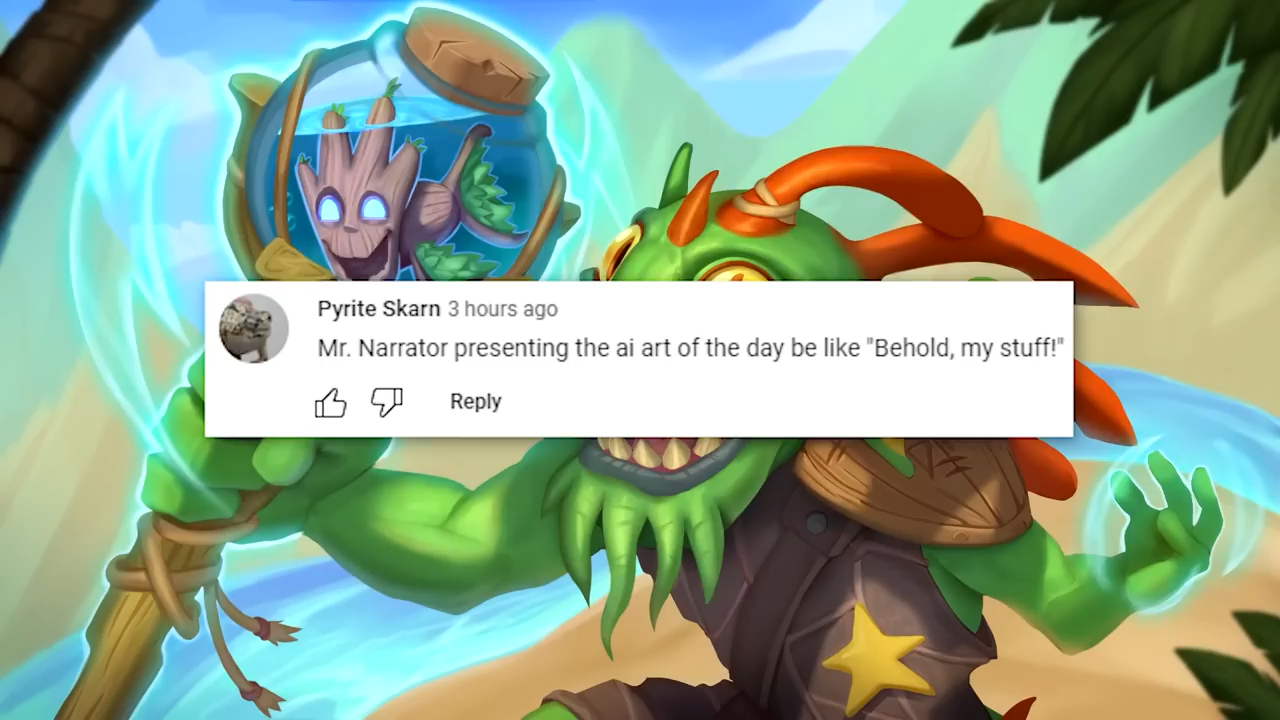 Pyrite Skarn 3 hours ago
Mr. Narrator presenting the ai art of the day be like "Behold, my stuff!"
Reply